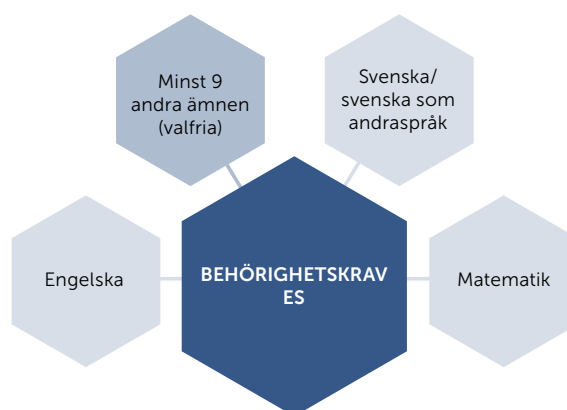 Minst 9
andra ämnen
(valfria)
Svenska/
svenska som
andraspråk
Engelska
BEHÖRIGHETSKRAV
ES
Matematik